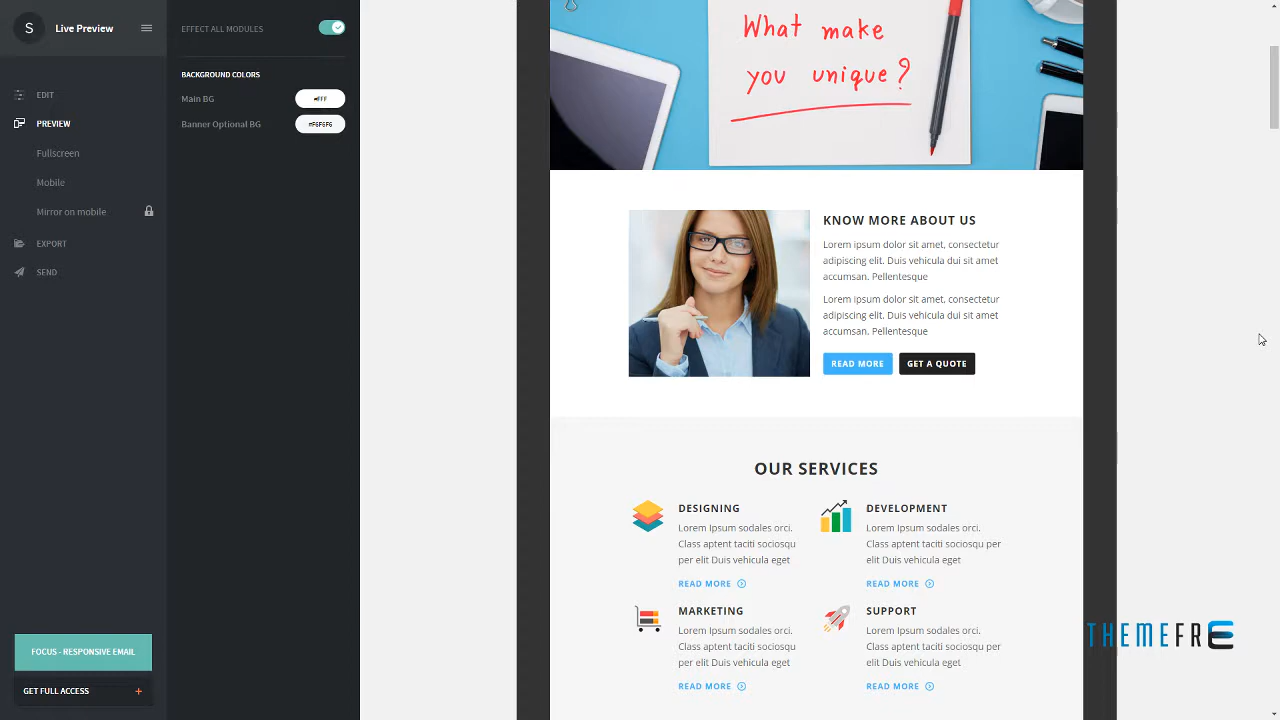 S
Live Preview
EDIT
PREVIEW
Fullscreen
Mobile
Mirror on mobile
EXPORT
SEND
FOCUS - RESPONSIVE EMAIL
GET FULL ACCESS +
EFFECT ALL MODULES
BACKGROUND COLORS
Main BG #FFF
Banner Optional BG #F6F6F6
What make
you unique?
KNOW MORE ABOUT US
Lorem ipsum dolor sit amet, consectetur
adipiscing elit. Duis vehicula dui sit amet
accumsan. Pellentesque
Lorem ipsum dolor sit amet, consectetur
adipiscing elit. Duis vehicula dui sit amet
accumsan. Pellentesque
READ MORE GET A QUOTE
OUR SERVICES
DESIGNING
Lorem Ipsum sodales orci.
Class aptent taciti sociosqu
per elit Duis vehicula eget
READ MORE
DEVELOPMENT
Lorem Ipsum sodales orci.
Class aptent taciti sociosqu per
elit Duis vehicula eget
READ MORE
MARKETING
Lorem Ipsum sodales orci.
Class aptent taciti sociosqu
per elit Duis vehicula eget
READ MORE
SUPPORT
Lorem Ipsum sodales orci.
Class aptent taciti sociosqu per
elit Duis vehicula eget
READ MORE
THEMEFRE